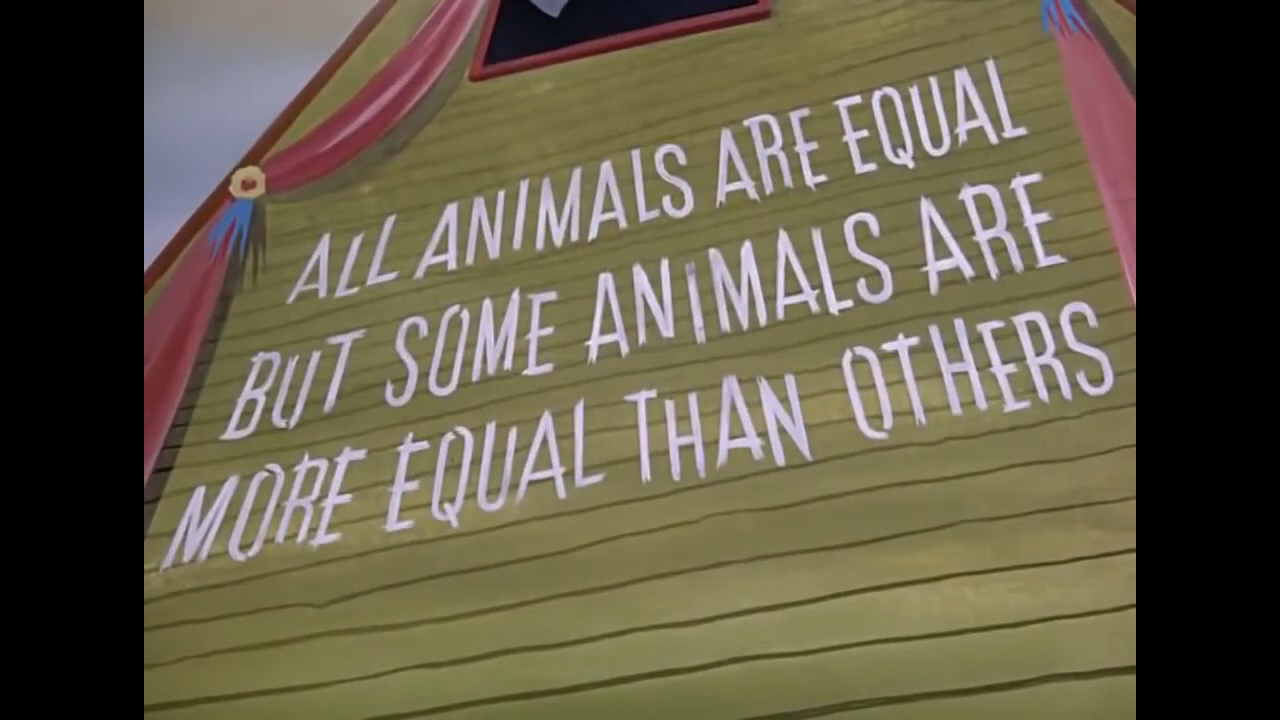 ALL ANIMALS ARE EQUAL
BUT SOME ANIMALS ARE
MORE EQUAL THAN OTHERS